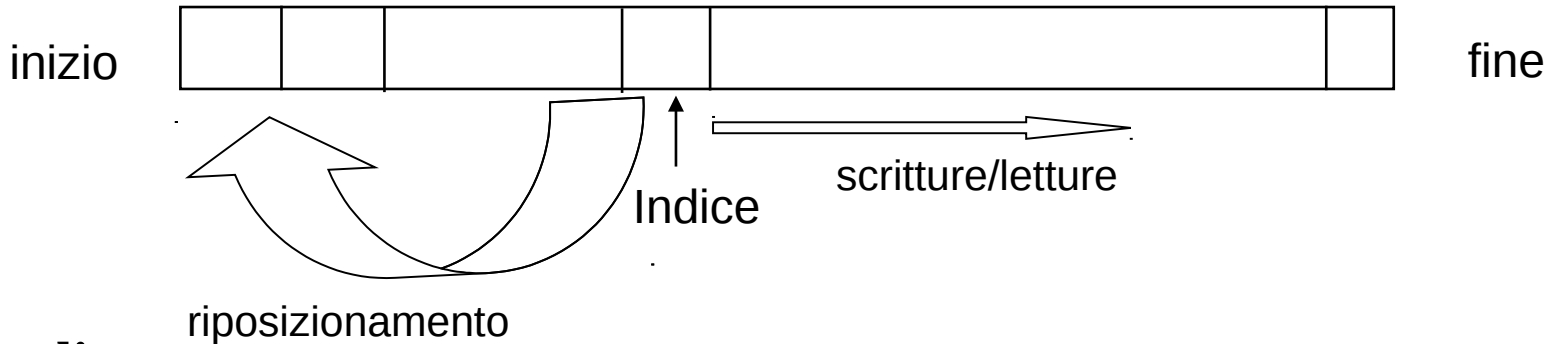 inizio
fine
scritture/letture
Indice
riposizionamento